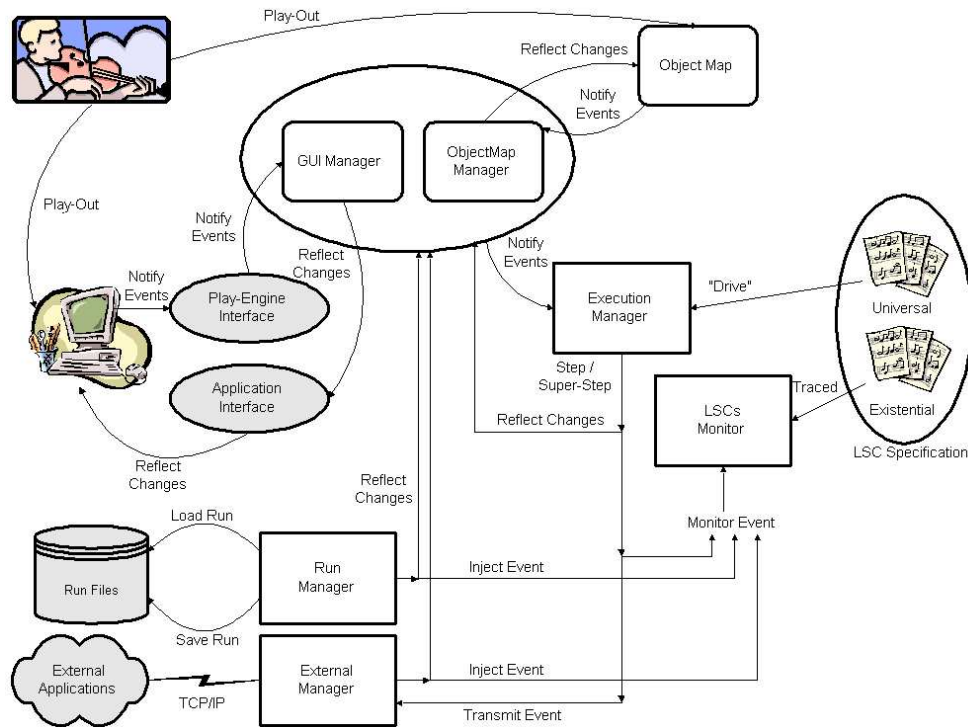 Play-Out
Reflect Changes
Object Map
Notify
Events
GUI Manager
ObjectMap
Manager
Play-Out
Notify
Events
Reflect
Changes
Notify
Events
Notify
Events
Play-Engine
Interface
Execution
Manager
"Drive"
Universal
Application
Interface
Step /
Super-Step
Traced
Existential
LSCs
Monitor
Reflect Changes
LSC Specification
Reflect
Changes
Reflect
Changes
Load Run
Monitor Event
Run Files
Run
Manager
Inject Event
Save Run
External
Applications
TCP/IP
External
Manager
Inject Event
Transmit Event